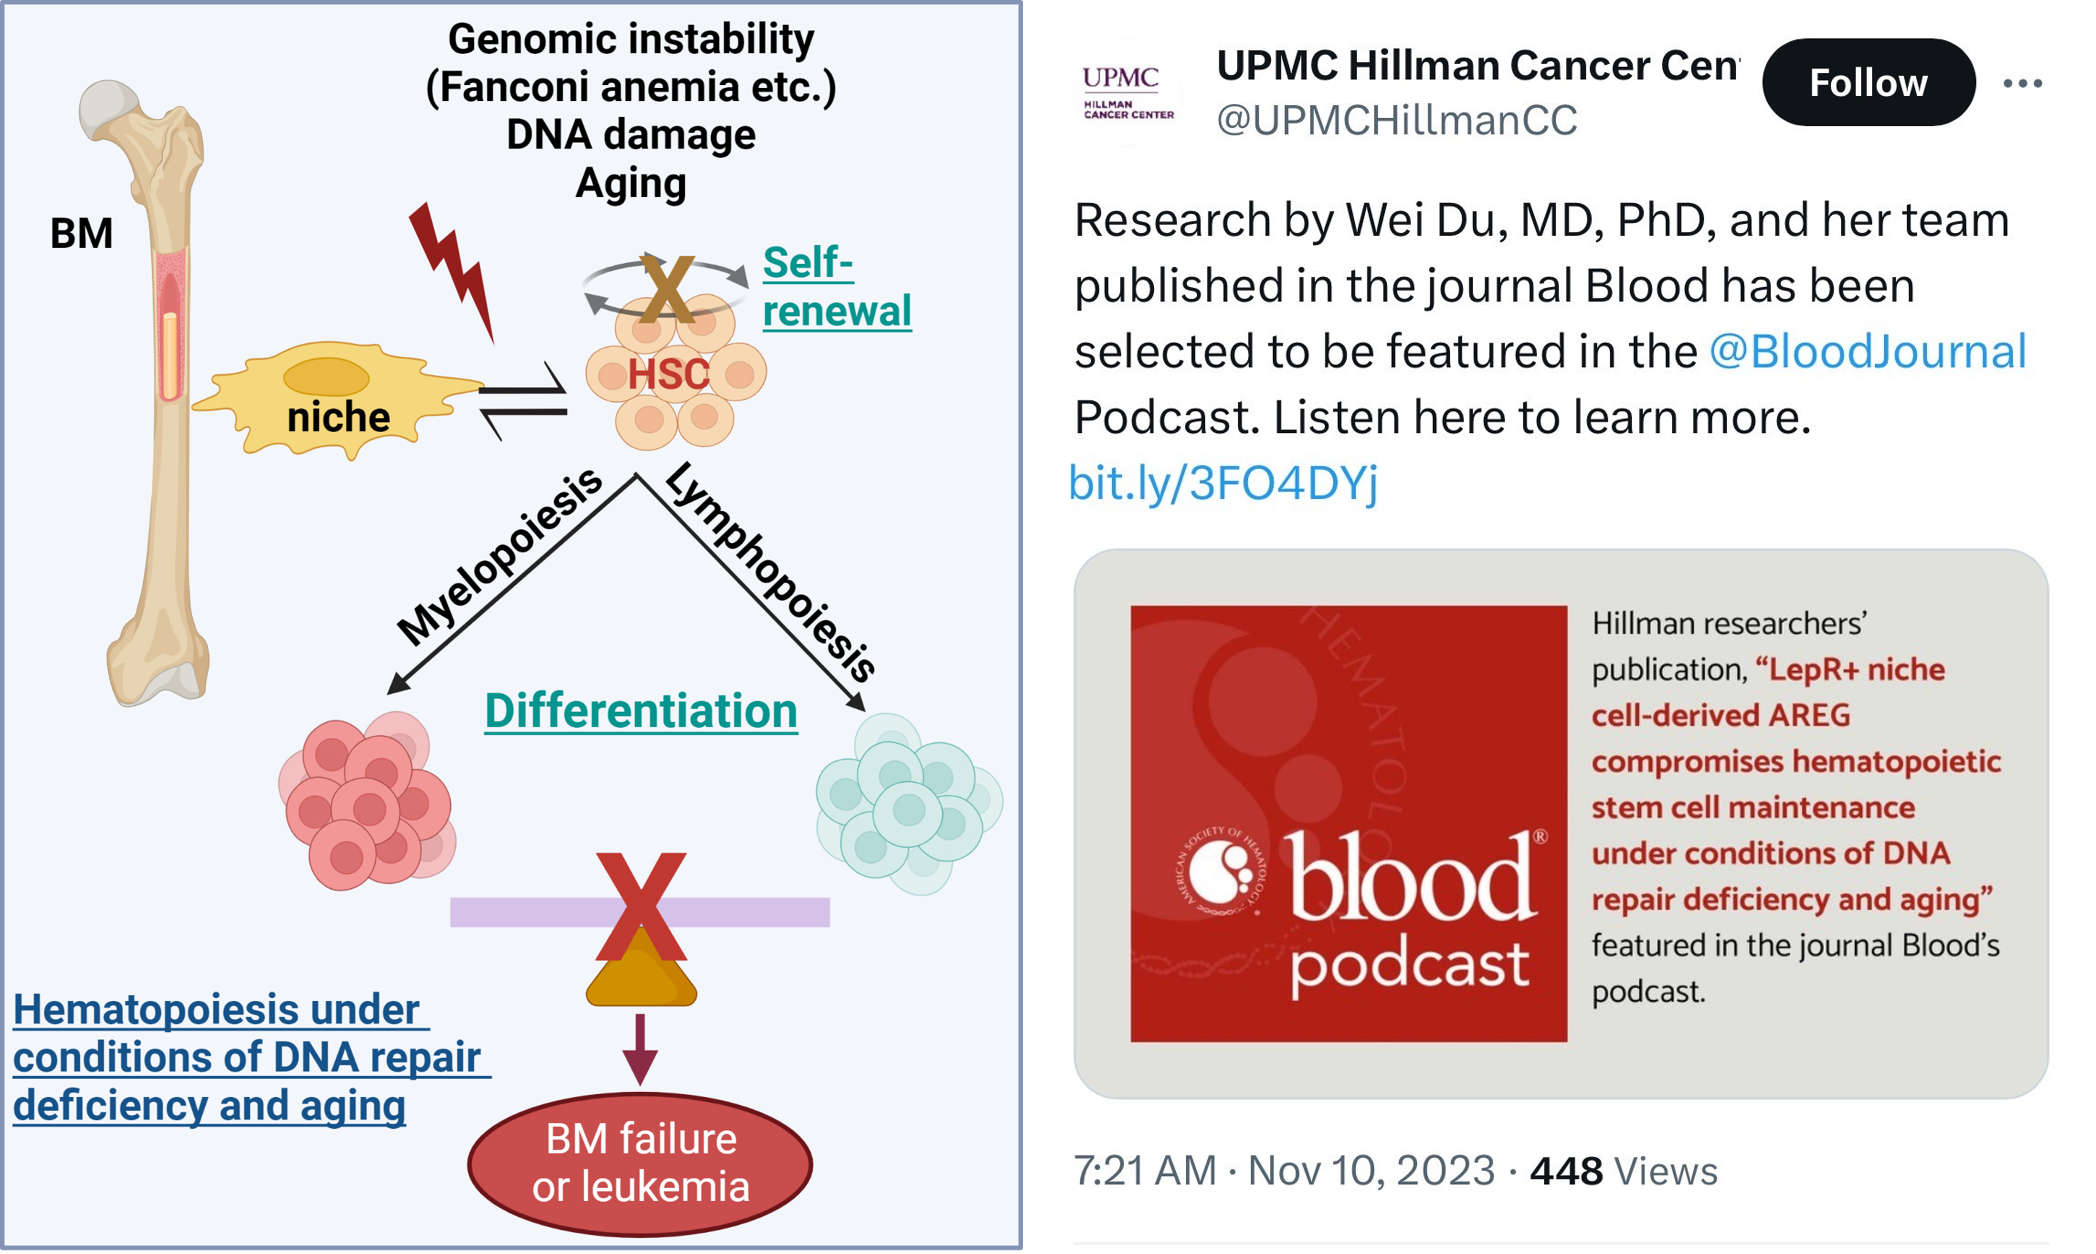 Genomic instability
(Fanconi anemia etc.)
DNA damage
Aging
BM
Self-
renewal
X
HSC
niche
Myelopoiesis
Lymphopoiesis
Differentiation
X
Hematopoiesis under
conditions of DNA repair
deficiency and aging
BM failure
or leukemia
UPMC
HILLMAN
CANCER CENTER
UPMC Hillman Cancer Cen
@UPMCHillmanCC
Follow
Research by Wei Du, MD, PhD, and her team
published in the journal Blood has been
selected to be featured in the @BloodJournal
Podcast. Listen here to learn more.
bit.ly/3FO4DYj
HEMATOLO
AMERICAN SOCIETY OF HEMATOLOGY
blood®
podcast
Hillman researchers’
publication, “LepR+ niche
cell-derived AREG
compromises hematopoietic
stem cell maintenance
under conditions of DNA
repair deficiency and aging”
featured in the journal Blood’s
podcast.
7:21 AM · Nov 10, 2023 · 448 Views